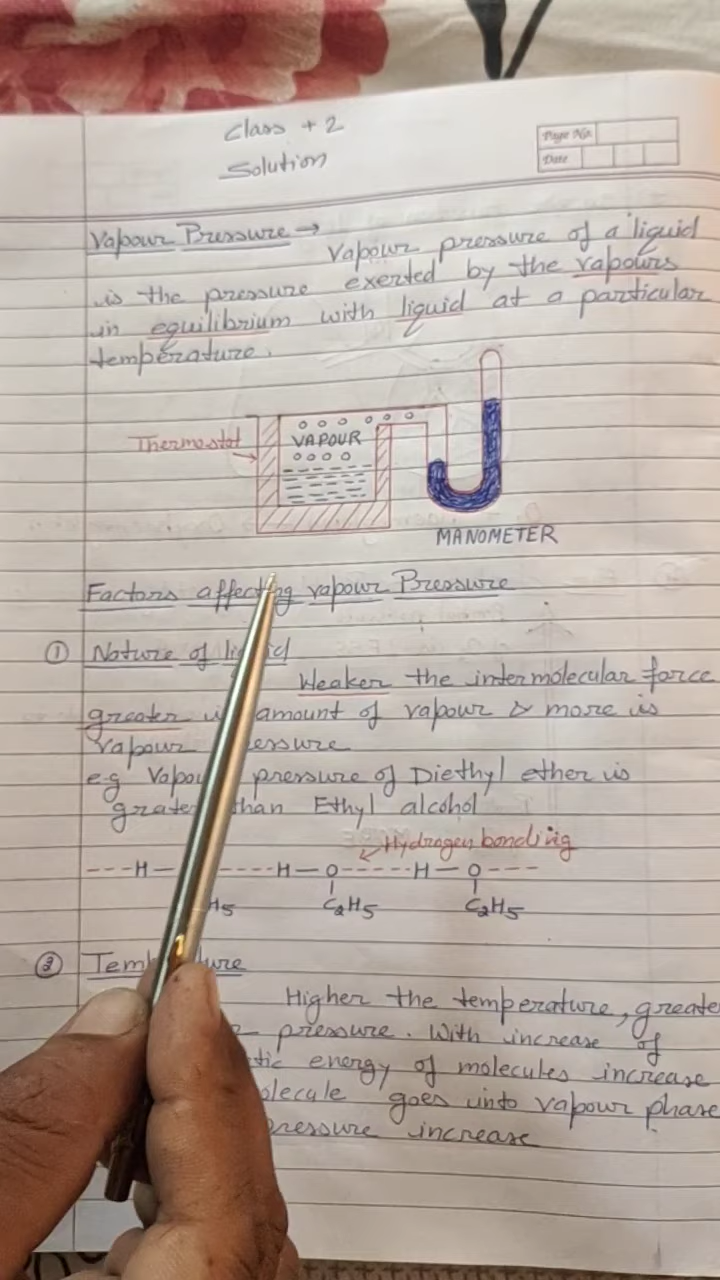 Class + 2
Solution
Page No.
Date
Vapour Pressure → Vapour pressure of a liquid
is the pressure exerted by the vapours
in equilibrium with liquid at a particular
temperature.
Thermostat
VAPOUR
MANOMETER
Factors affecting vapour Pressure
① Nature of liquid
Weaker the intermolecular force
greater amount of vapour & more is
vapour
e.g Vapour pressure of Diethyl ether is
greater than Ethyl alcohol
Hydrogen bonding
---H— ----H—O-----H—O---
H5 C2H5 C2H5
②
Higher the temperature,
pressure. With increase of
energy of molecules increase
goes into vapour phase
pressure increase